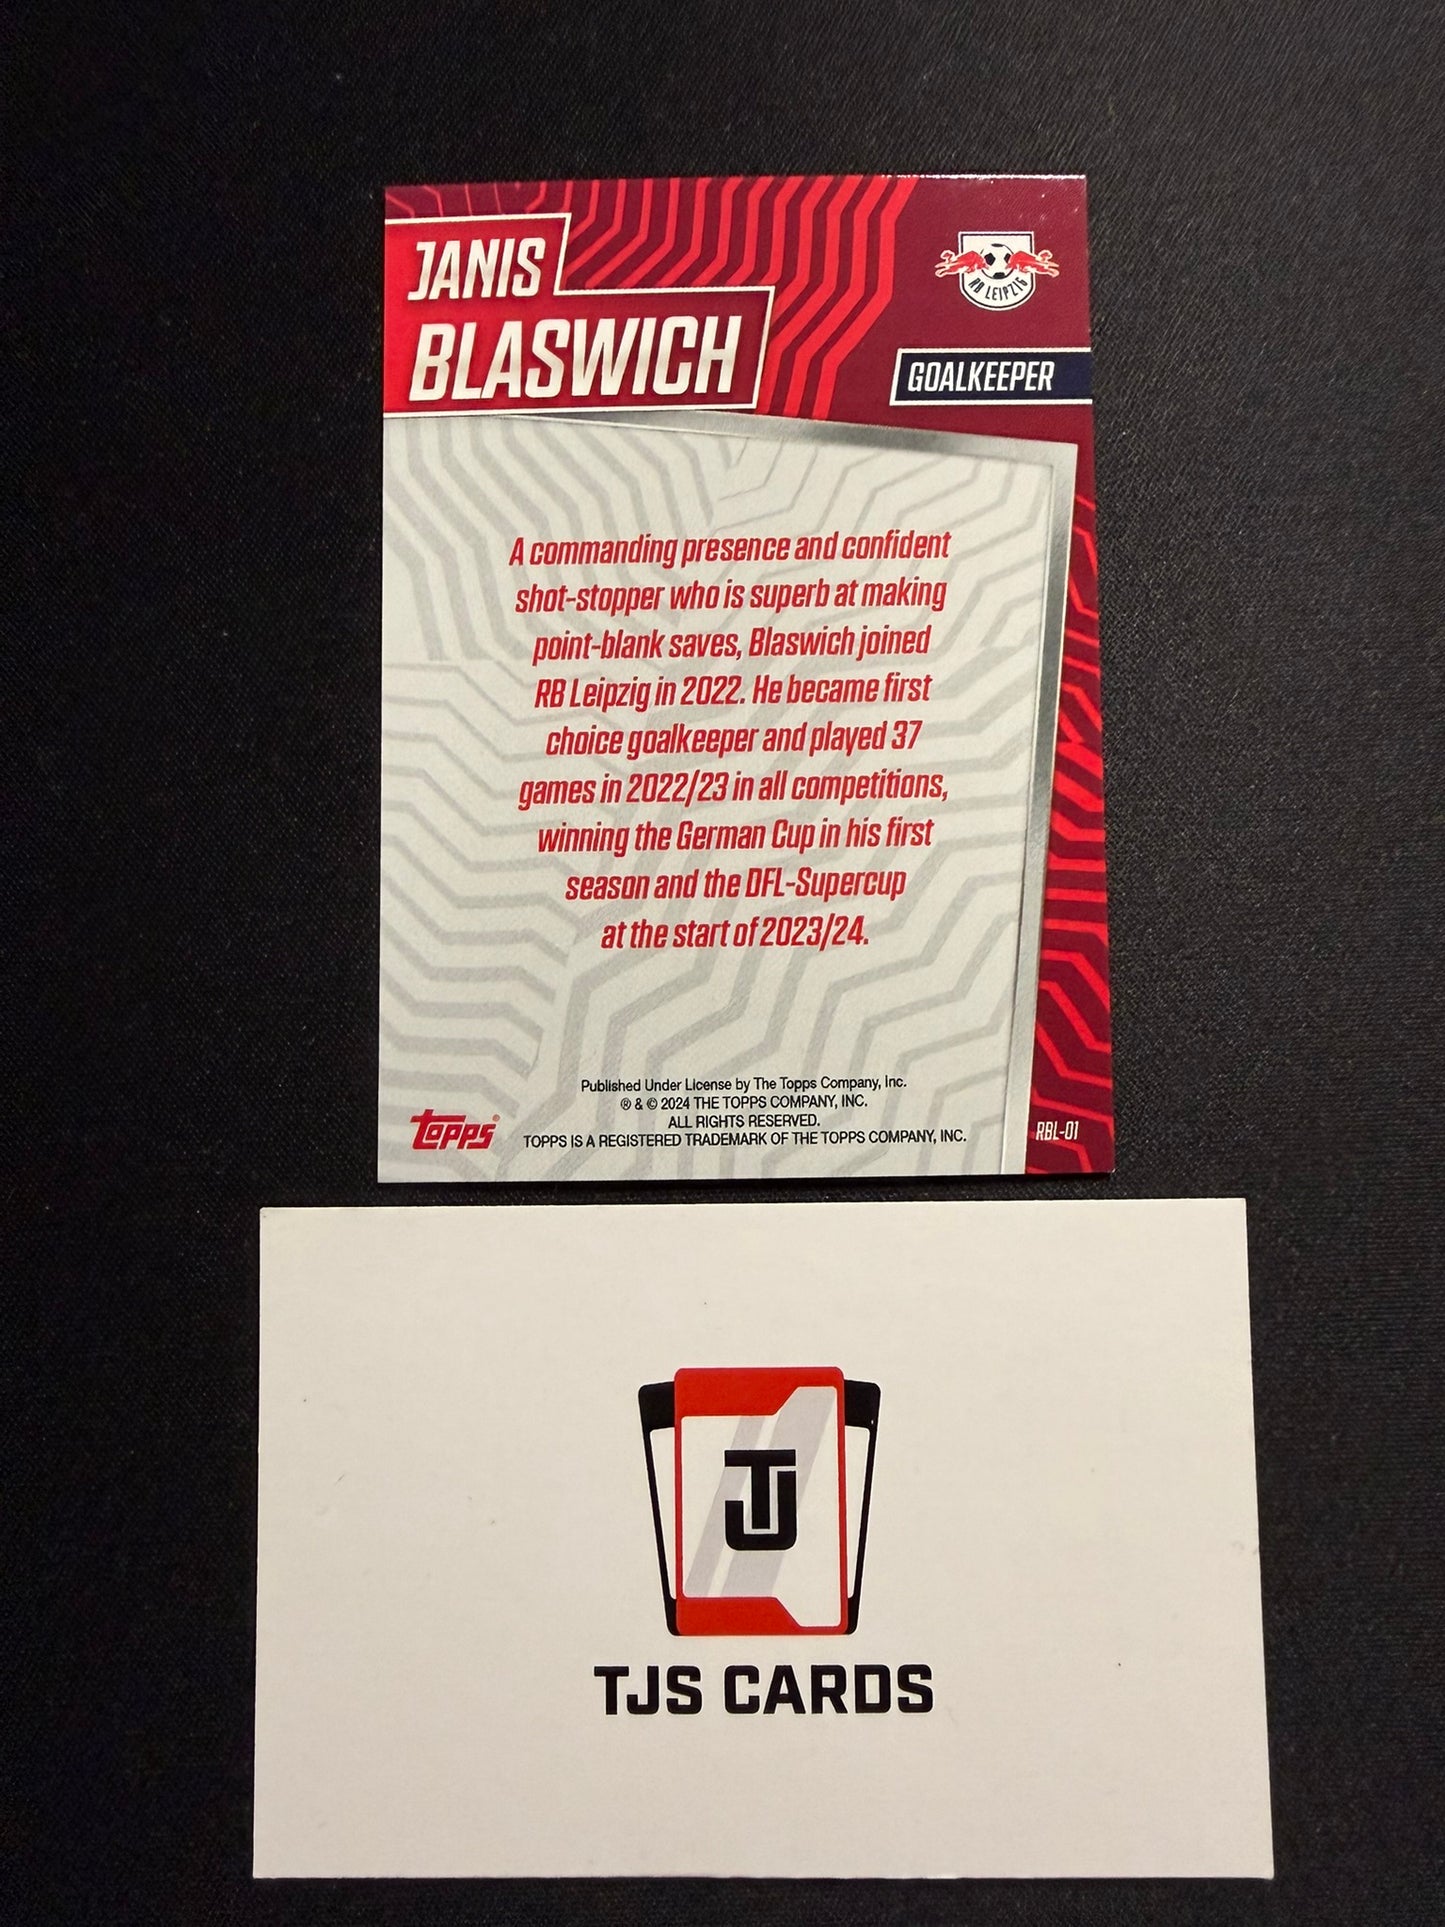 JANIS
BLASWICH
RB LEIPZIG
GOALKEEPER
A commanding presence and confident
shot-stopper who is superb at making
point-blank saves, Blaswich joined
RB Leipzig in 2022. He became first
choice goalkeeper and played 37
games in 2022/23 in all competitions,
winning the German Cup in his first
season and the DFL-Supercup
at the start of 2023/24.
Published Under License by The Topps Company, Inc.
® & © 2024 THE TOPPS COMPANY, INC.
ALL RIGHTS RESERVED.
TOPPS IS A REGISTERED TRADEMARK OF THE TOPPS COMPANY, INC.
topps®
RBL-01
TJ
TJS CARDS